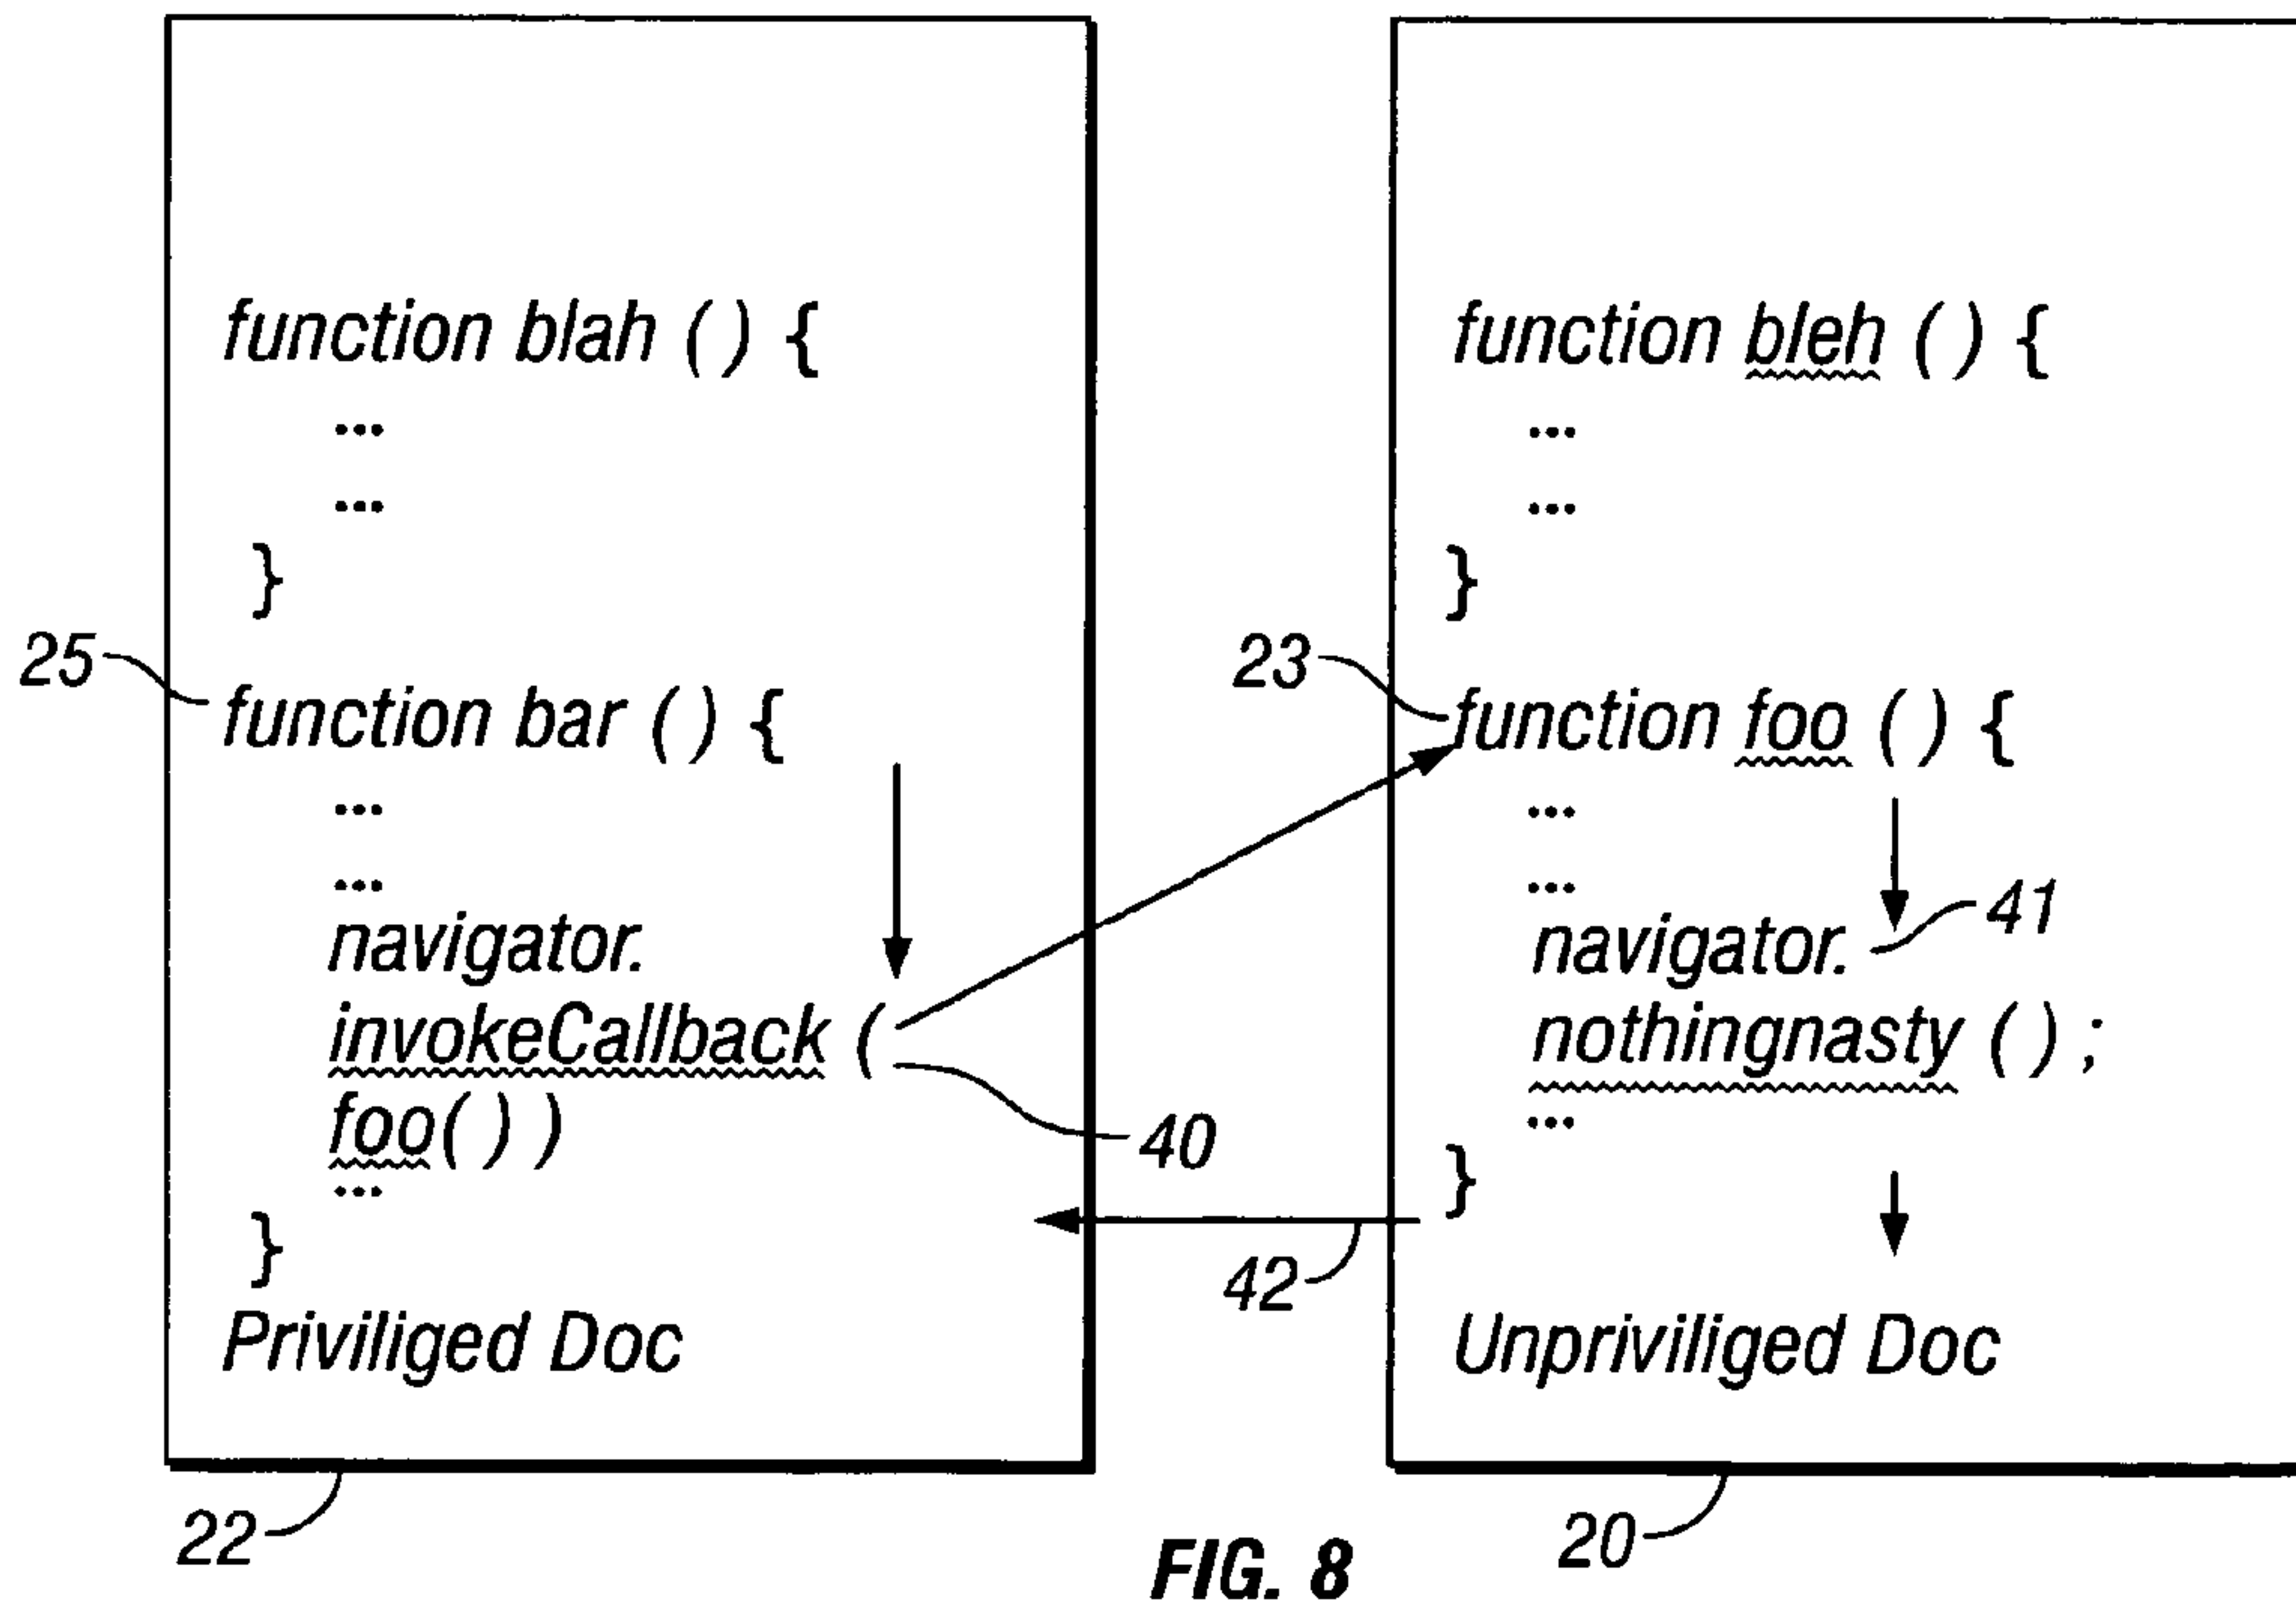 function blah ( ) {
...
...
}
25
function bar ( ) {
...
...
navigator.
invokeCallback (
40
foo( ) )
...
}
Priviliged Doc
22
function bleh ( ) {
...
...
}
23
function foo ( ) {
...
...
navigator.
41
nothingnasty ( ) ;
...
}
42
Unpriviliged Doc
20
FIG. 8